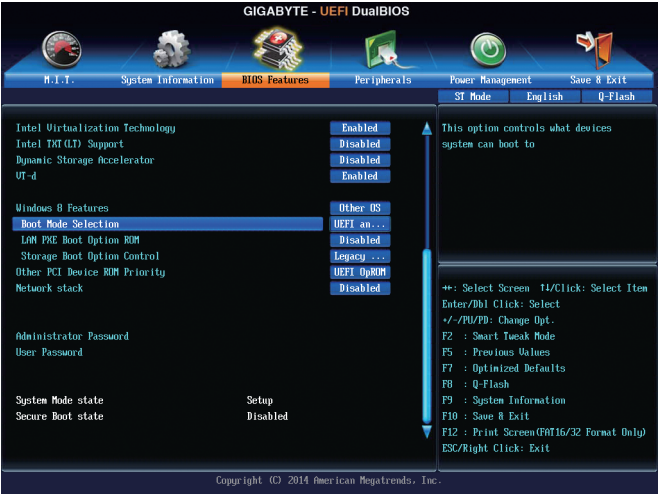 GIGABYTE - UEFI DualBIOS
M.I.T.
System Information
BIOS Features
Peripherals
Power Management
Save & Exit
ST Mode
English
Q-Flash
Intel Virtualization Technology Enabled
Intel TXT(LT) Support Disabled
Dynamic Storage Accelerator Disabled
VT-d Enabled
Windows 8 Features Other OS
Boot Mode Selection UEFI an...
LAN PXE Boot Option ROM Disabled
Storage Boot Option Control Legacy ...
Other PCI Device ROM Priority UEFI OpROM
Network stack Disabled
Administrator Password
User Password
System Mode state Setup
Secure Boot state Disabled
This option controls what devices
system can boot to
→←: Select Screen ↑↓/Click: Select Item
Enter/Dbl Click: Select
+/-/PU/PD: Change Opt.
F2 : Smart Tweak Mode
F5 : Previous Values
F7 : Optimized Defaults
F8 : Q-Flash
F9 : System Information
F10 : Save & Exit
F12 : Print Screen(FAT16/32 Format Only)
ESC/Right Click: Exit
Copyright (C) 2014 American Megatrends, Inc.